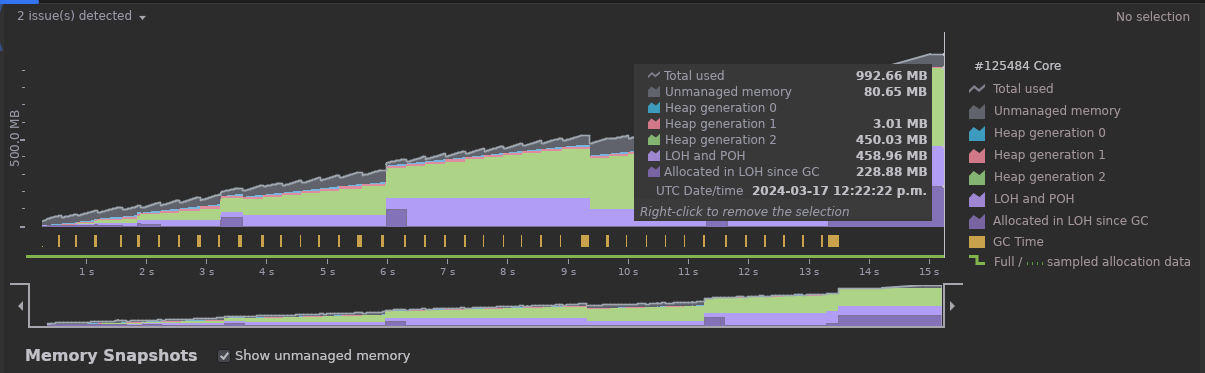 2 issue(s) detected
No selection
500.0 MB
Total used 992.66 MB
Unmanaged memory 80.65 MB
Heap generation 0
Heap generation 1 3.01 MB
Heap generation 2 450.03 MB
LOH and POH 458.96 MB
Allocated in LOH since GC 228.88 MB
UTC Date/time 2024-03-17 12:22:22 p.m.
Right-click to remove the selection
#125484 Core
Total used
Unmanaged memory
Heap generation 0
Heap generation 1
Heap generation 2
LOH and POH
Allocated in LOH since GC
GC Time
Full / sampled allocation data
1 s 2 s 3 s 4 s 5 s 6 s 7 s 8 s 9 s 10 s 11 s 12 s 13 s 14 s 15 s
Memory Snapshots Show unmanaged memory